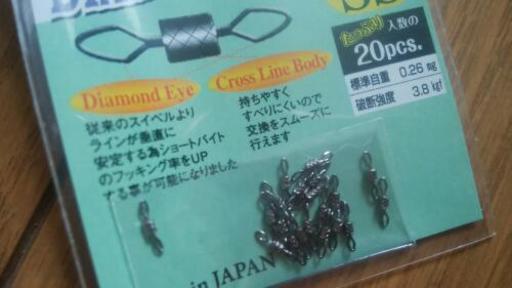 SS
たっぷり 入数の
20pcs.
標準自重 0.26 mg
破断強度 3.8 kgf
Diamond Eye
従来のスイベルより
ラインが垂直に
安定する為ショートバイト
のフッキング率をUP
する事が可能になりました
Cross Line Body
持ちやすく
すべりにくいので
交換をスムーズに
行えます
in JAPAN